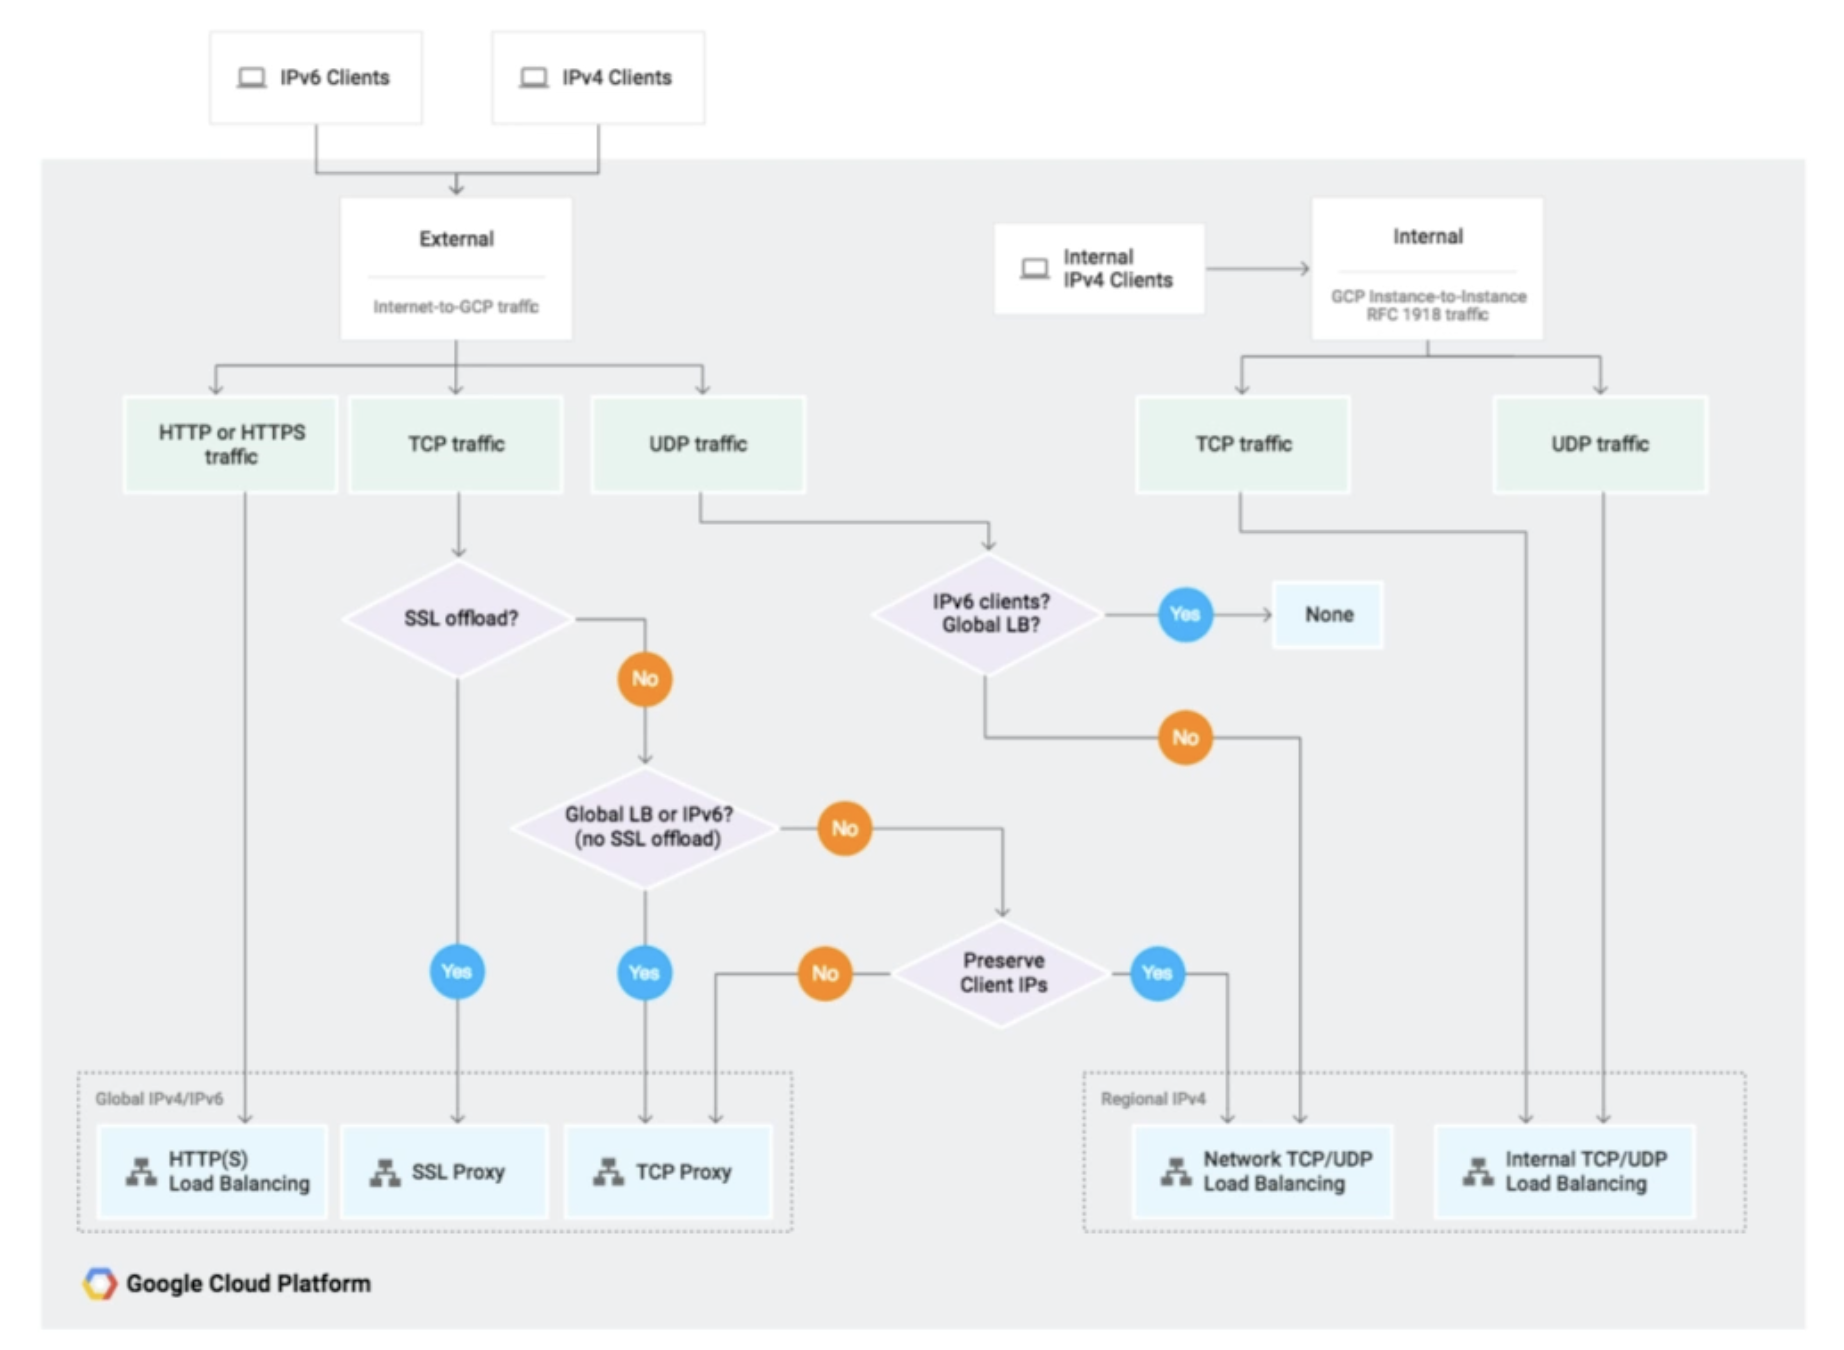 IPv6 Clients
IPv4 Clients
External
Internet-to-GCP traffic
Internal
IPv4 Clients
Internal
GCP Instance-to-Instance
RFC 1918 traffic
HTTP or HTTPS
traffic
TCP traffic
UDP traffic
TCP traffic
UDP traffic
SSL offload?
IPv6 clients?
Global LB?
Yes
None
No
No
Global LB or IPv6?
(no SSL offload)
No
Yes
Yes
No
Preserve
Client IPs
Yes
Global IPv4/IPv6
HTTP(S)
Load Balancing
SSL Proxy
TCP Proxy
Regional IPv4
Network TCP/UDP
Load Balancing
Internal TCP/UDP
Load Balancing
Google Cloud Platform